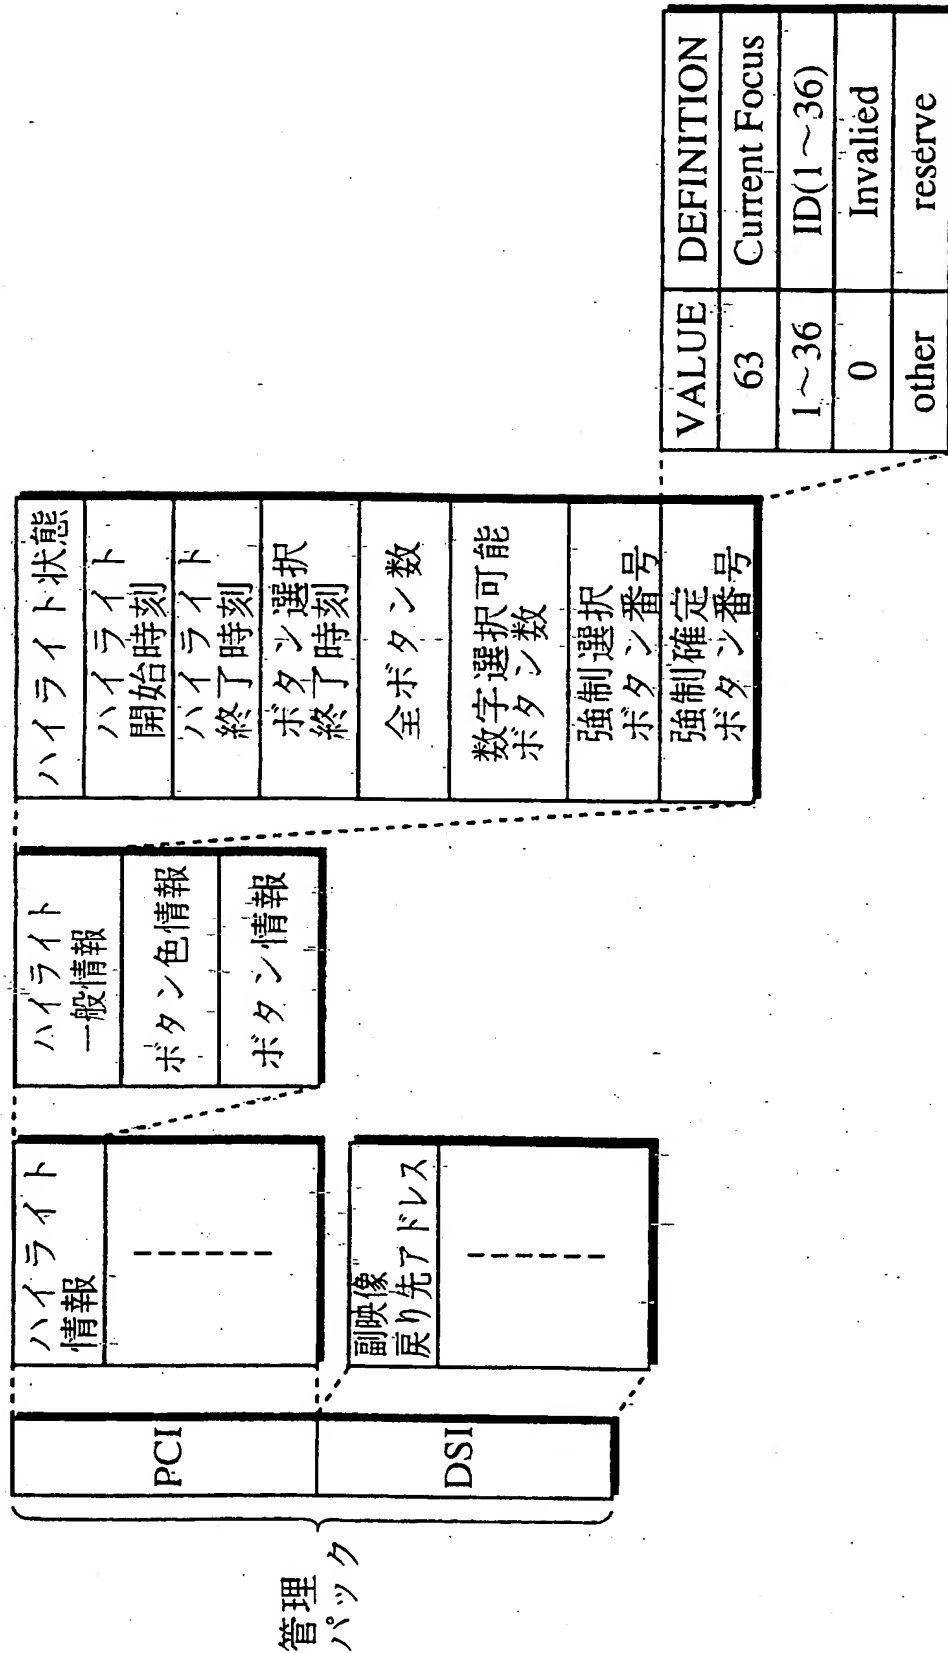 管理
パック
PCI
DSI
ハイライト
情報
副映像
戻り先アドレス
ハイライト
一般情報
ボタン色情報
ボタン情報
ハイライト状態
ハイライト
開始時刻
ハイライト
終了時刻
ボタン選択
終了時刻
全ボタン数
数字選択可能
ボタン数
強制選択
ボタン番号
強制確定
ボタン番号
VALUE DEFINITION
63 Current Focus
1～36 ID(1～36)
0 Invalied
other reserve